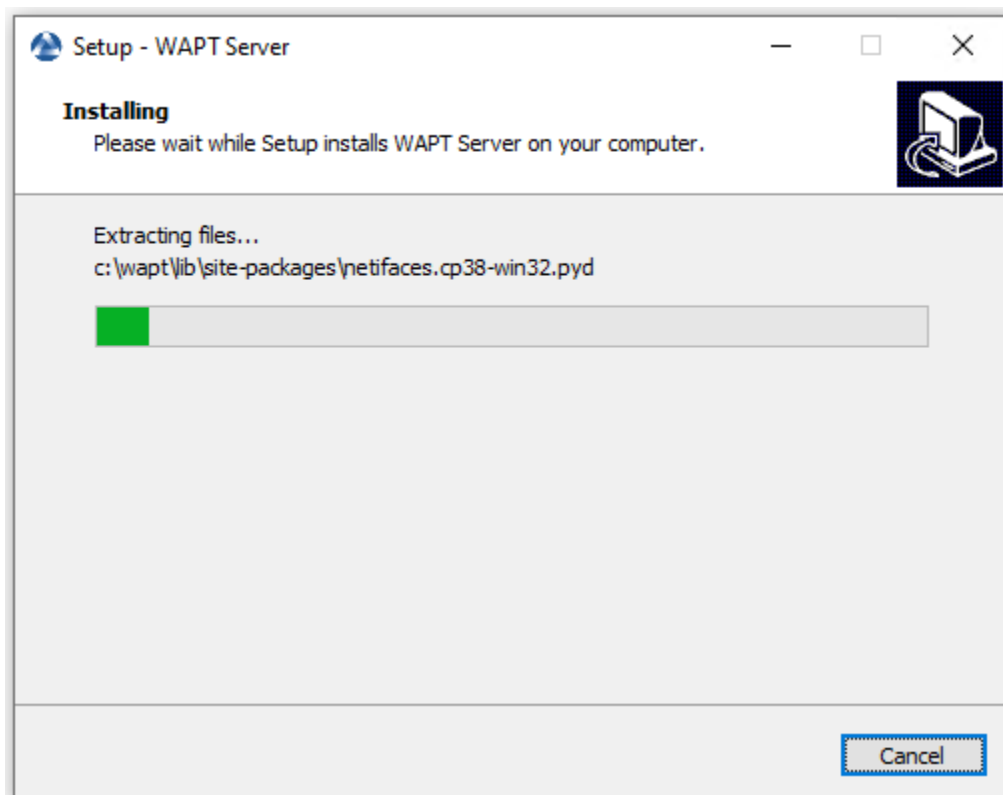 Setup - WAPT Server
Installing
Please wait while Setup installs WAPT Server on your computer.
Extracting files...
c:\wapt\lib\site-packages\netifaces.cp38-win32.pyd
Cancel